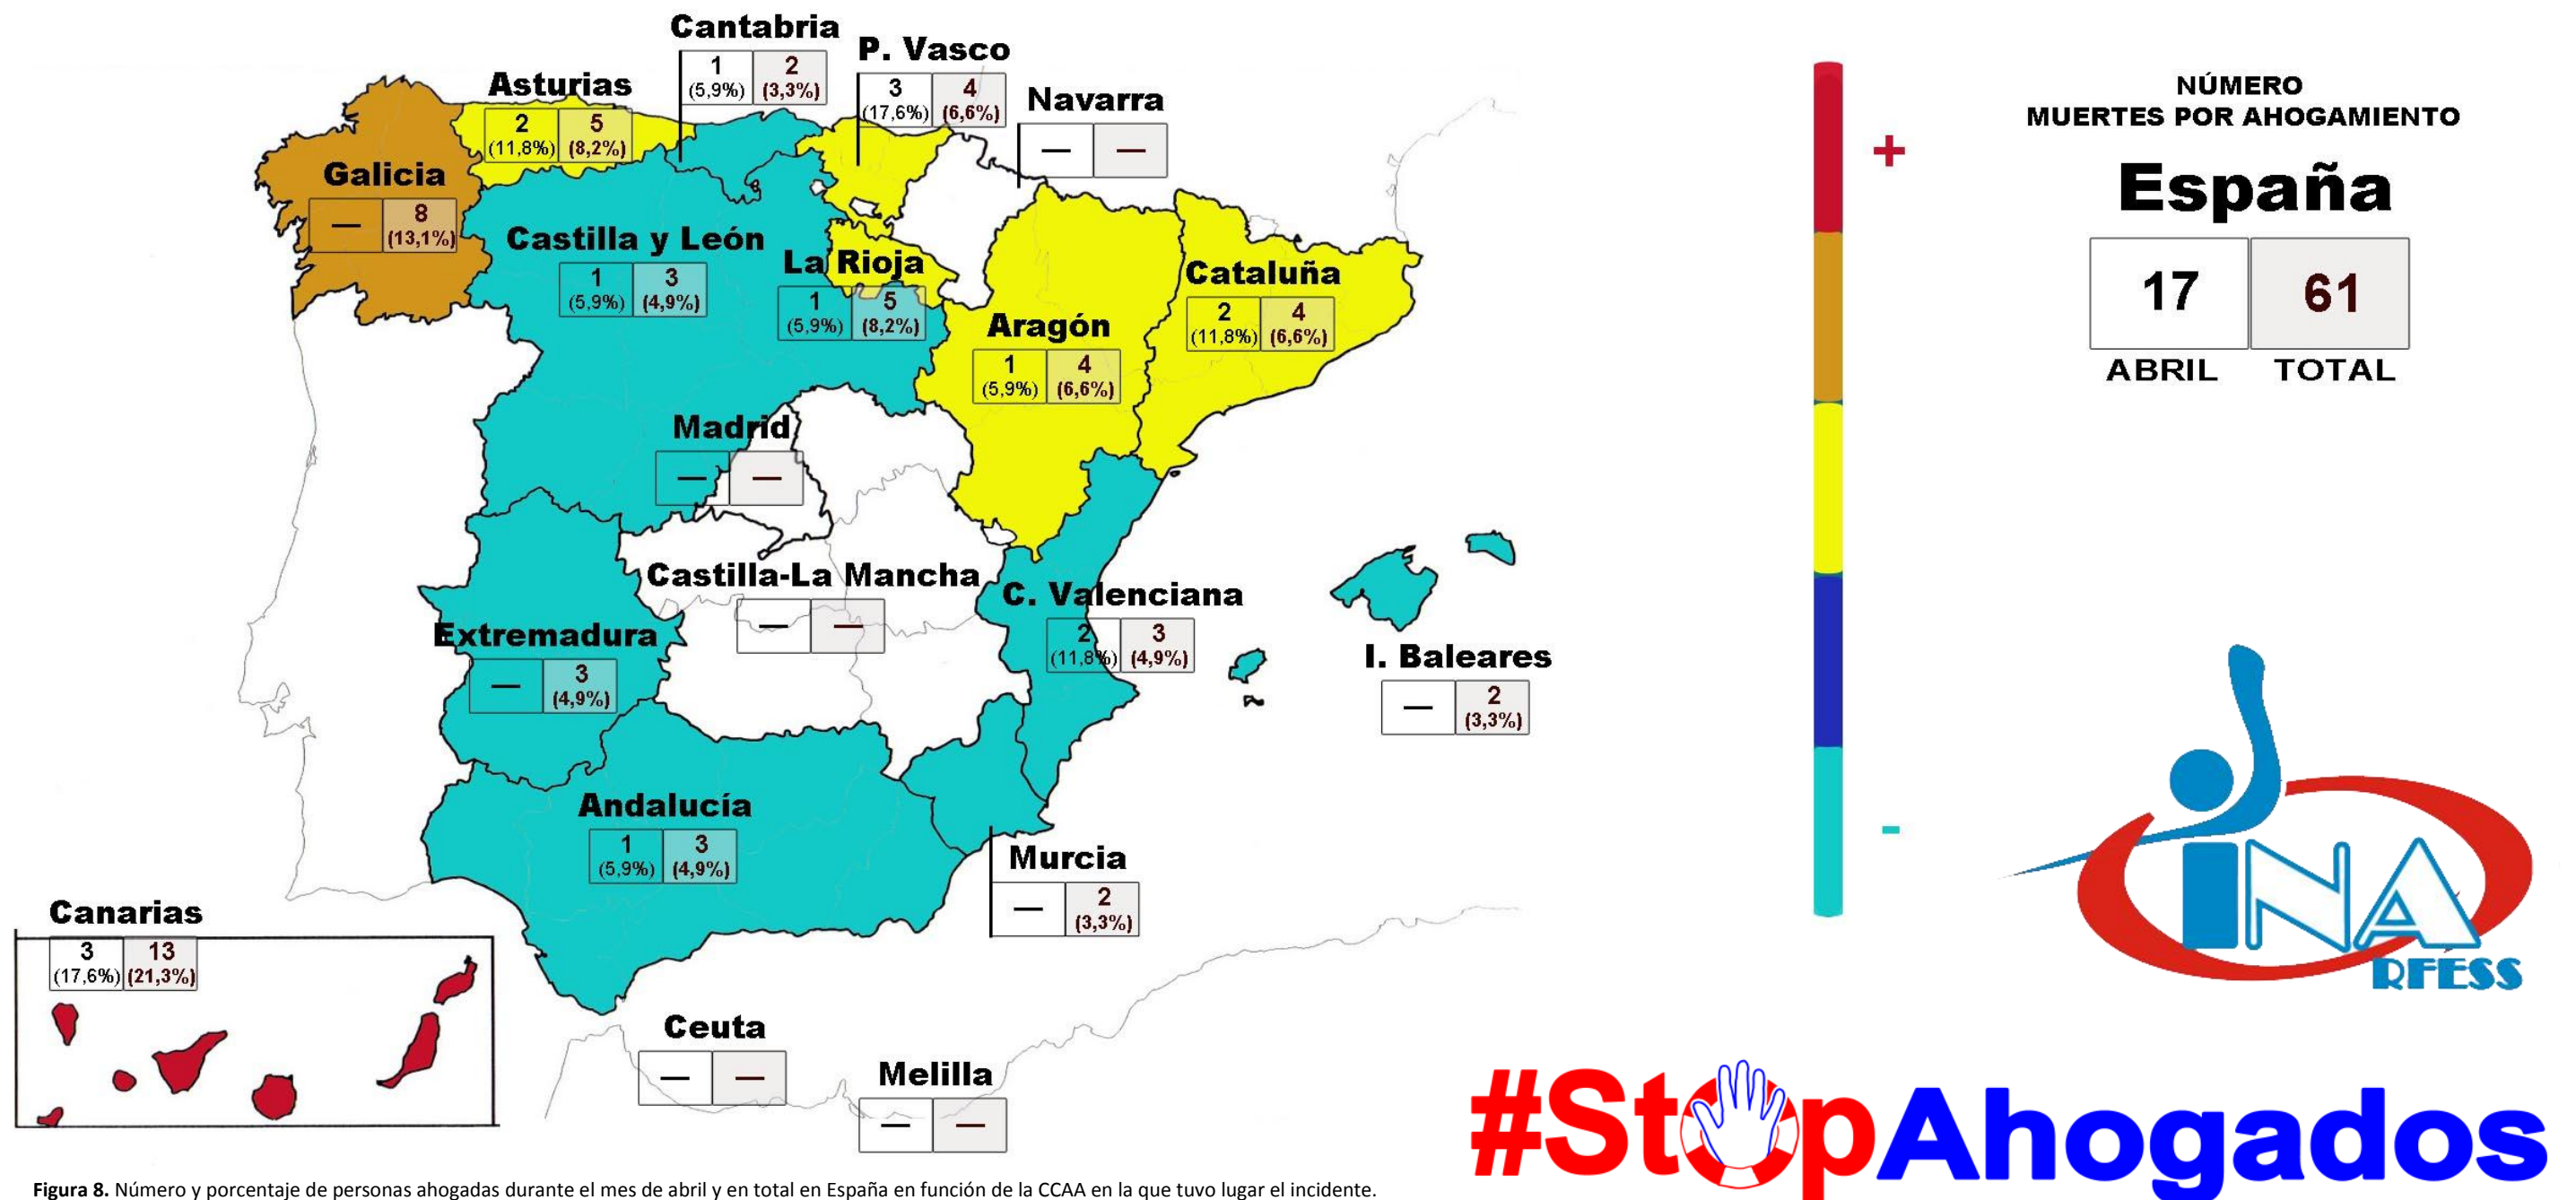 Cantabria
1 2
(5,9%) (3,3%)
P. Vasco
3 4
(17,6%) (6,6%)
Navarra
— —
Asturias
2 5
(11,8%) (8,2%)
Galicia
— 8
(13,1%)
Castilla y León
1 3
(5,9%) (4,9%)
La Rioja
1 5
(5,9%) (8,2%)
Aragón
1 4
(5,9%) (6,6%)
Cataluña
2 4
(11,8%) (6,6%)
Madrid
— —
Castilla-La Mancha
— —
C. Valenciana
2 3
(11,8%) (4,9%)
I. Baleares
— 2
(3,3%)
Extremadura
— 3
(4,9%)
Andalucía
1 3
(5,9%) (4,9%)
Murcia
— 2
(3,3%)
Canarias
3 13
(17,6%) (21,3%)
Ceuta
— —
Melilla
— —
+
-
NÚMERO
MUERTES POR AHOGAMIENTO
España
17 61
ABRIL TOTAL
INA
RFESS
#StopAhogados
Figura 8. Número y porcentaje de personas ahogadas durante el mes de abril y en total en España en función de la CCAA en la que tuvo lugar el incidente.